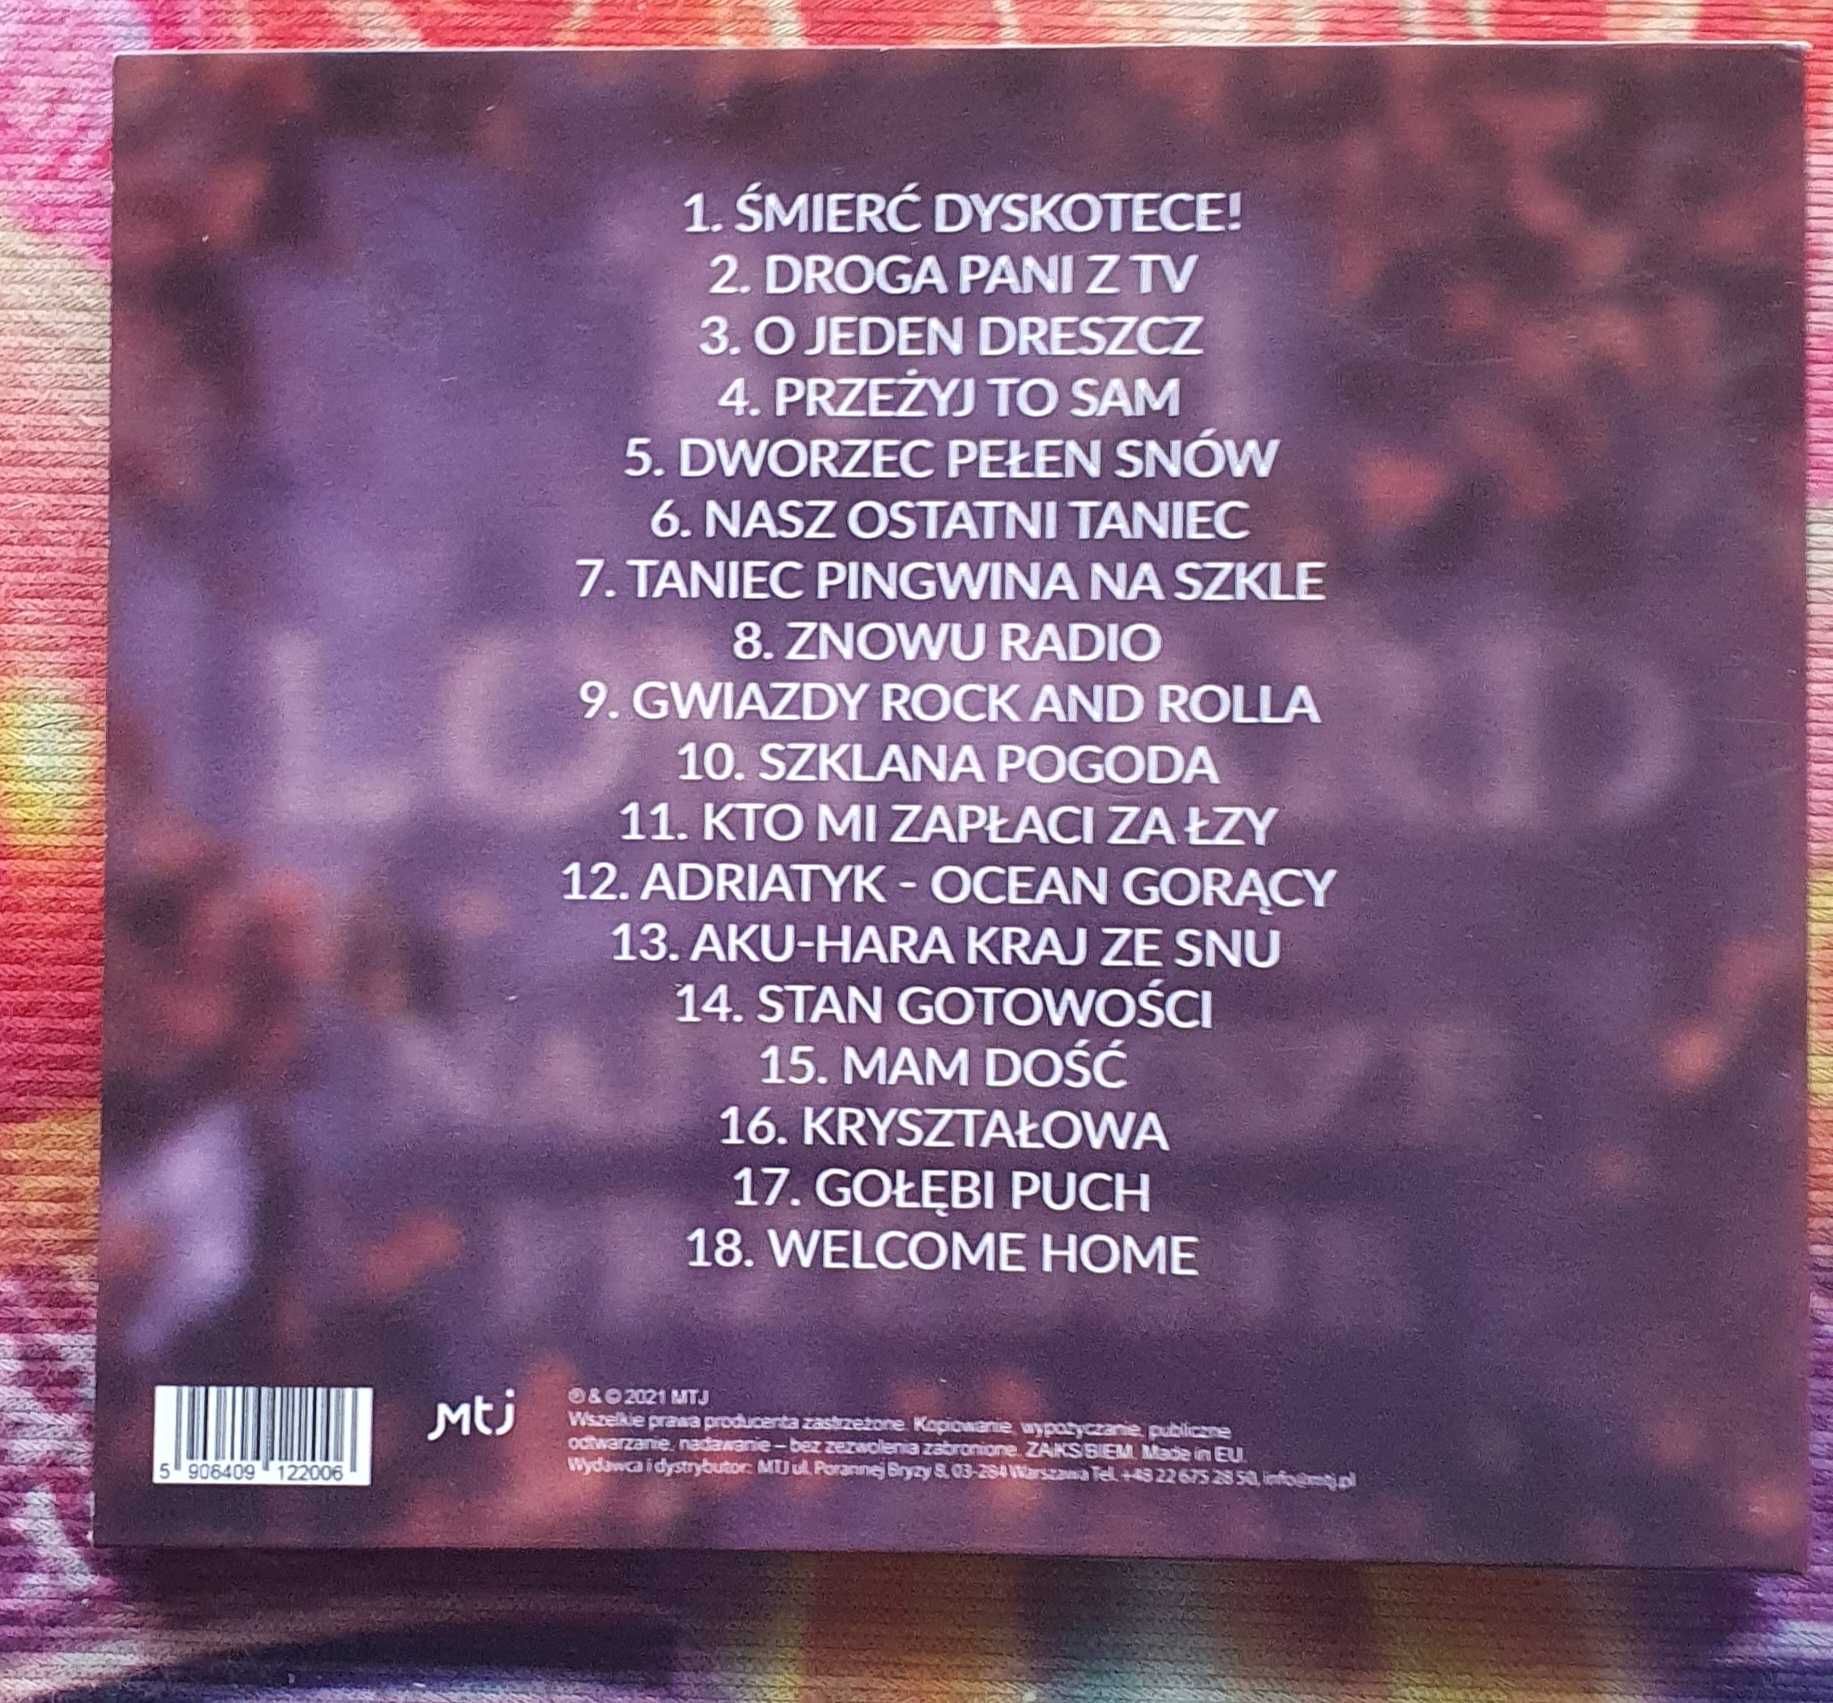 1. ŚMIERĆ DYSKOTECE!
2. DROGA PANI Z TV
3. O JEDEN DRESZCZ
4. PRZEŻYJ TO SAM
5. DWORZEC PEŁEN SNÓW
6. NASZ OSTATNI TANIEC
7. TANIEC PINGWINA NA SZKLE
8. ZNOWU RADIO
9. GWIAZDY ROCK AND ROLLA
10. SZKLANA POGODA
11. KTO MI ZAPŁACI ZA ŁZY
12. ADRIATYK - OCEAN GORĄCY
13. AKU-HARA KRAJ ZE SNU
14. STAN GOTOWOŚCI
15. MAM DOŚĆ
16. KRYSZTAŁOWA
17. GOŁĘBI PUCH
18. WELCOME HOME
5 906409 122006
mtj
℗ & © 2021 MTJ
Wszelkie prawa producenta zastrzeżone. Kopiowanie, wypożyczanie, publiczne
odtwarzanie, nadawanie – bez zezwolenia zabronione. ZAiKS/BIEM. Made in EU.
Wydawca i dystrybutor: MTJ ul. Porannej Bryzy 8, 03-284 Warszawa Tel. +48 22 675 28 50, info@mtj.pl